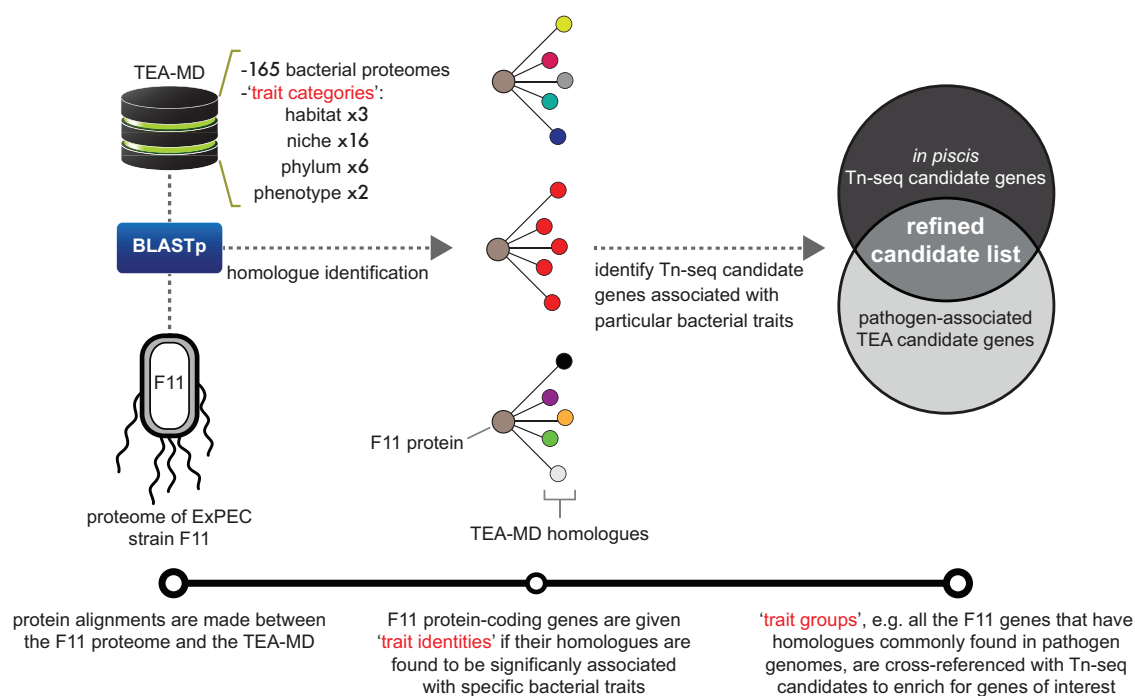 TEA-MD
-165 bacterial proteomes
-‘trait categories’:
habitat x3
niche x16
phylum x6
phenotype x2
BLASTp
homologue identification
F11
proteome of ExPEC
strain F11
F11 protein
TEA-MD homologues
identify Tn-seq candidate
genes associated with
particular bacterial traits
in piscis
Tn-seq candidate genes
refined
candidate list
pathogen-associated
TEA candidate genes
protein alignments are made between
the F11 proteome and the TEA-MD
F11 protein-coding genes are given
‘trait identities’ if their homologues are
found to be significanly associated
with specific bacterial traits
‘trait groups’, e.g. all the F11 genes that have
homologues commonly found in pathogen
genomes, are cross-referenced with Tn-seq
candidates to enrich for genes of interest